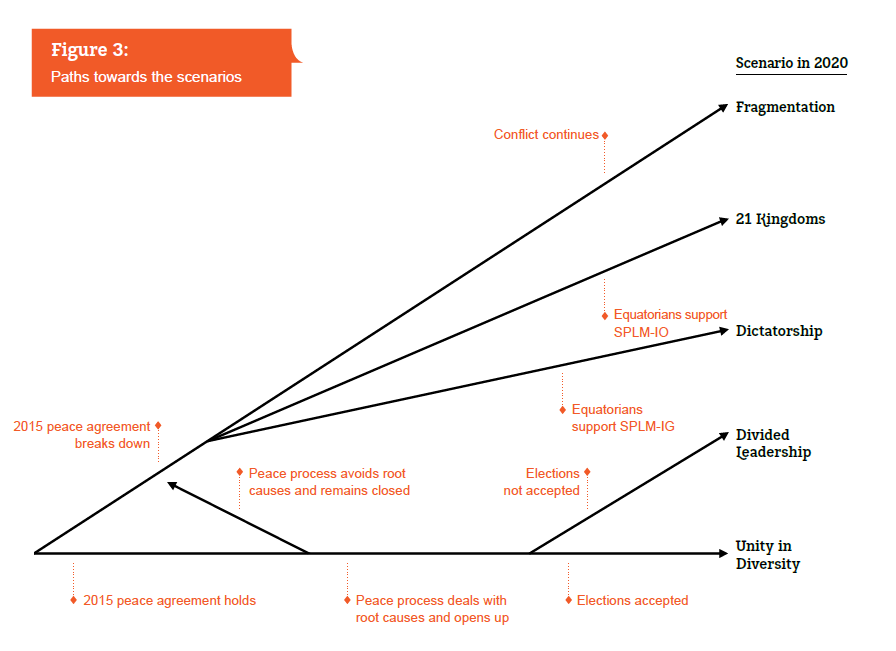 Figure 3:
Paths towards the scenarios
Scenario in 2020
Fragmentation
Conflict continues
21 Kingdoms
Equatorians support
SPLM-IO
Dictatorship
Equatorians
support SPLM-IG
2015 peace agreement
breaks down
Divided
Leadership
Peace process avoids root
causes and remains closed
Elections
not accepted
Unity in
Diversity
2015 peace agreement holds
Peace process deals with
root causes and opens up
Elections accepted